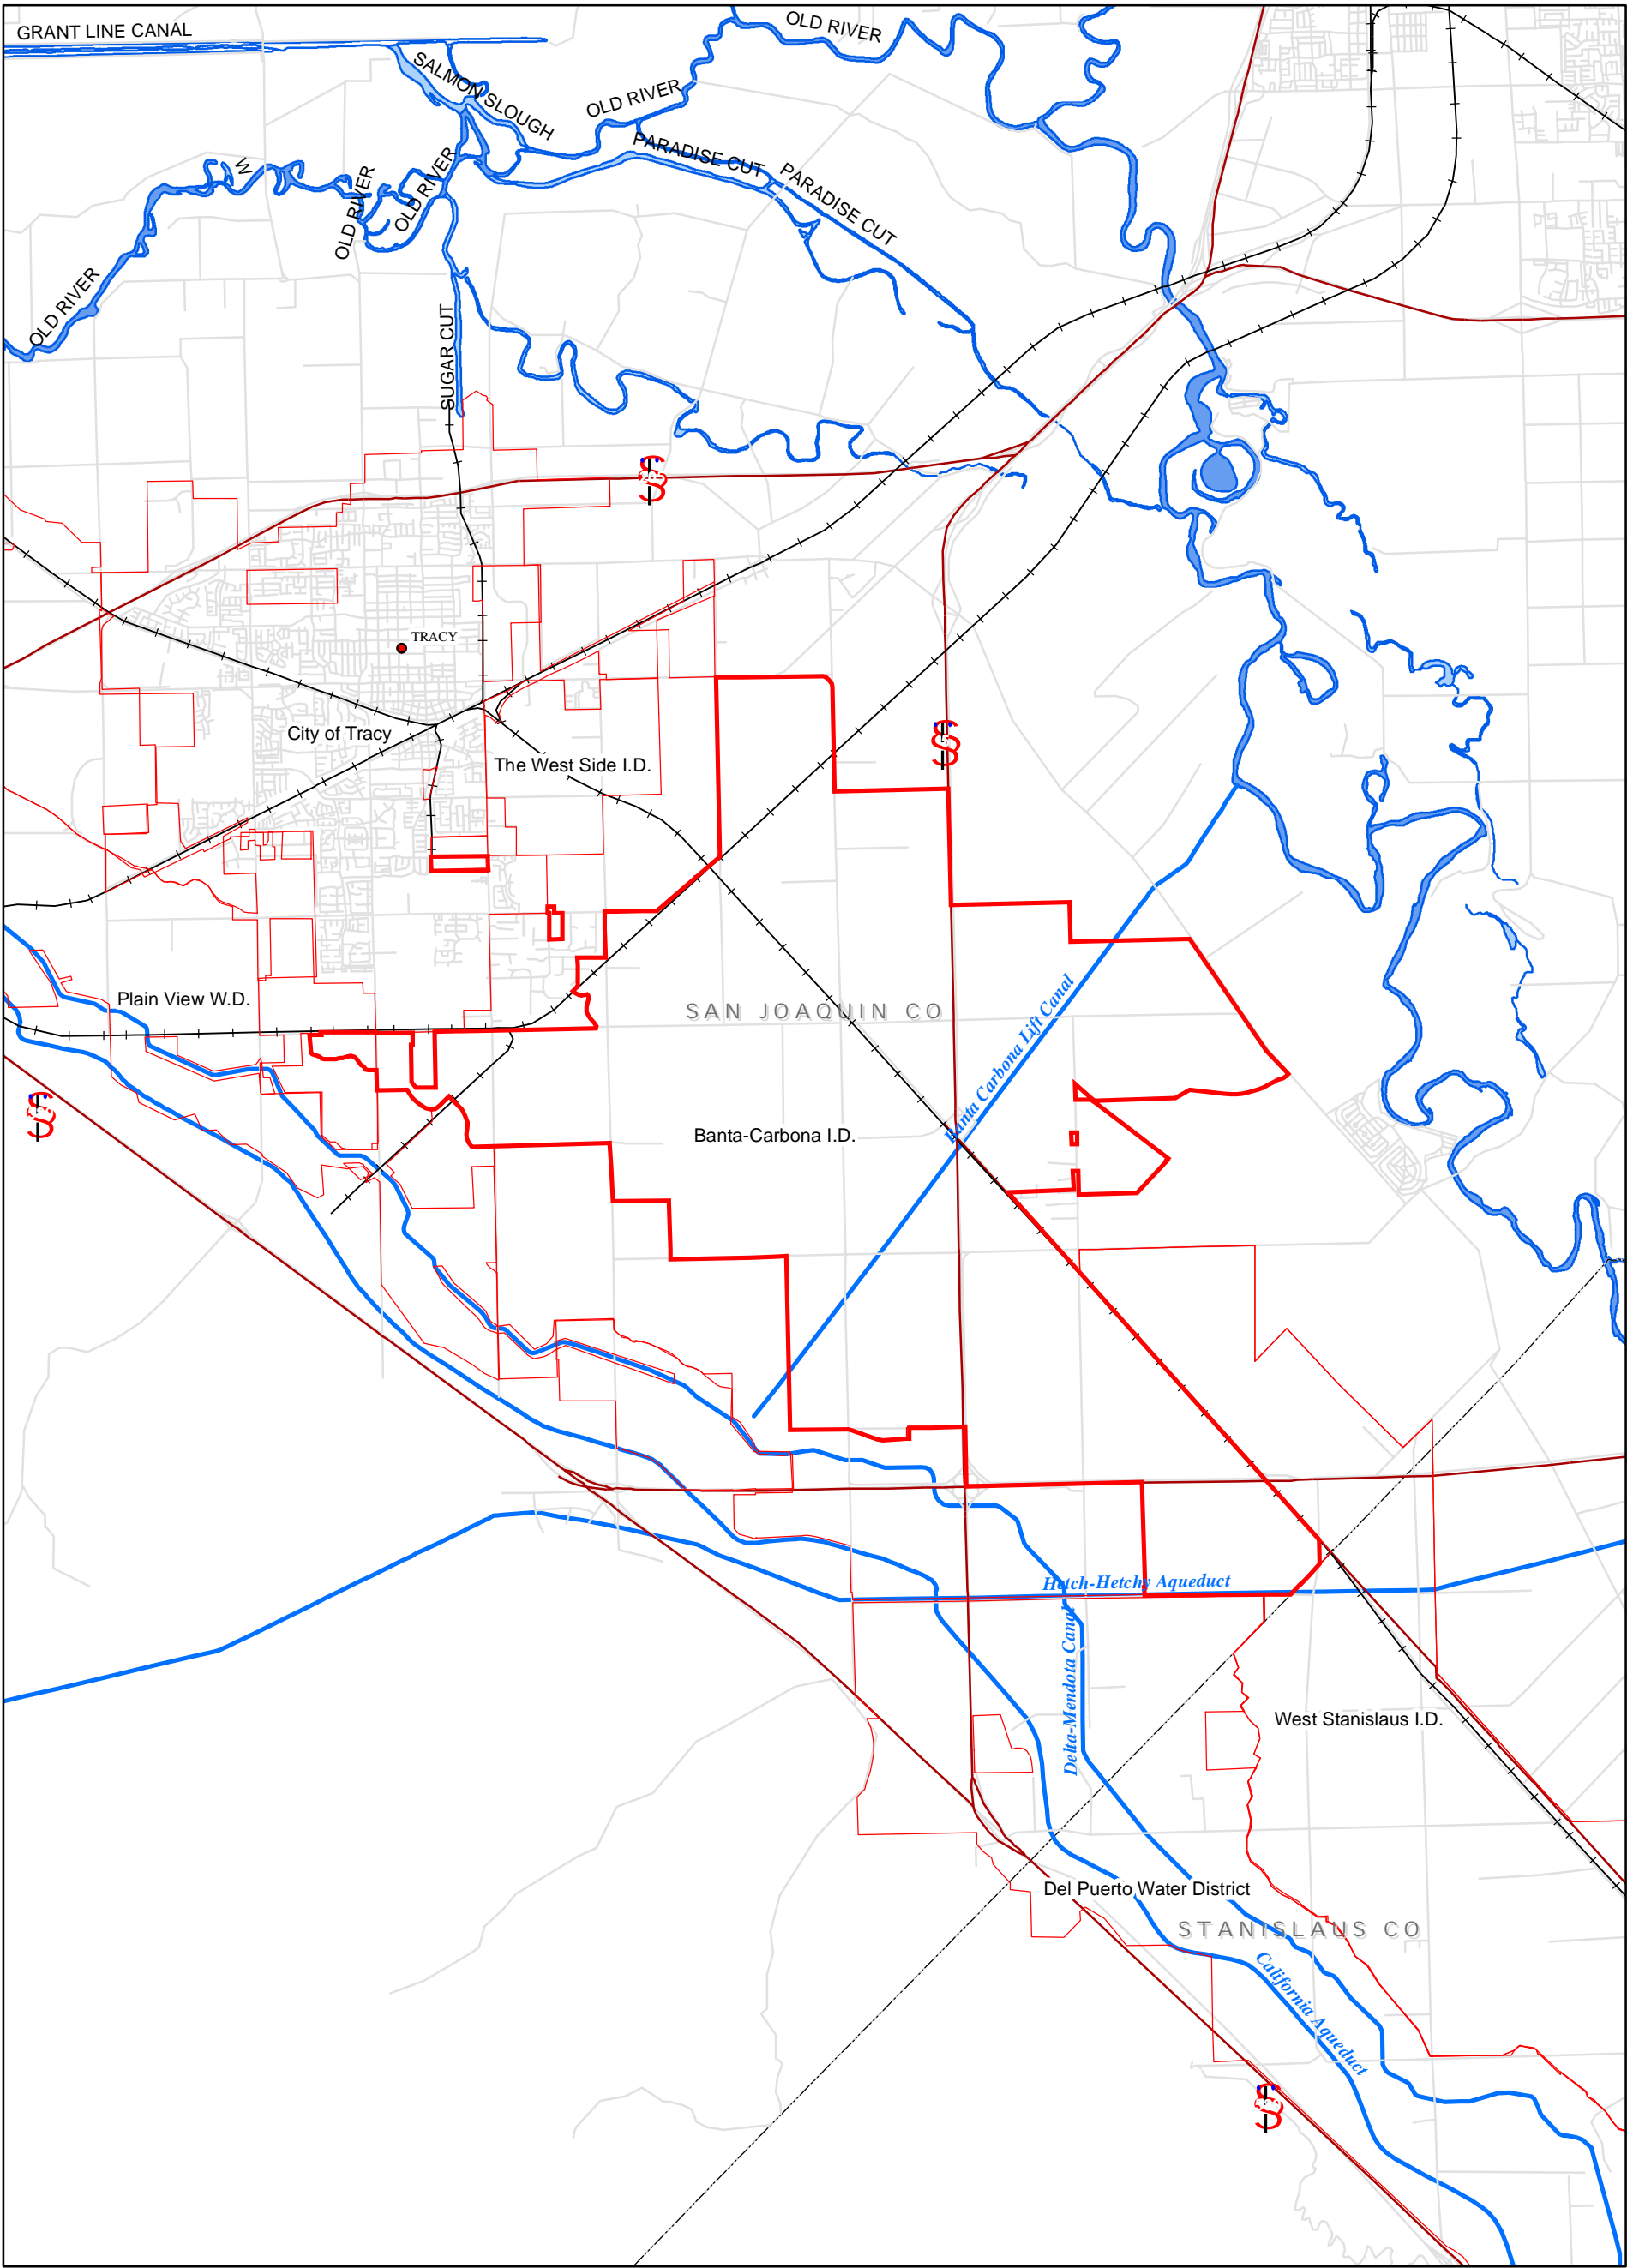 GRANT LINE CANAL
OLD RIVER
SALMON SLOUGH
OLD RIVER
PARADISE CUT
PARADISE CUT
W
OLD RIVER
OLD RIVER
OLD RIVER
SUGAR CUT
TRACY
City of Tracy
The West Side I.D.
Plain View W.D.
SAN JOAQUIN CO
Banta Carbona Lift Canal
Banta-Carbona I.D.
Hetch-Hetchy Aqueduct
Delta-Mendota Canal
West Stanislaus I.D.
Del Puerto Water District
STANISLAUS CO
California Aqueduct